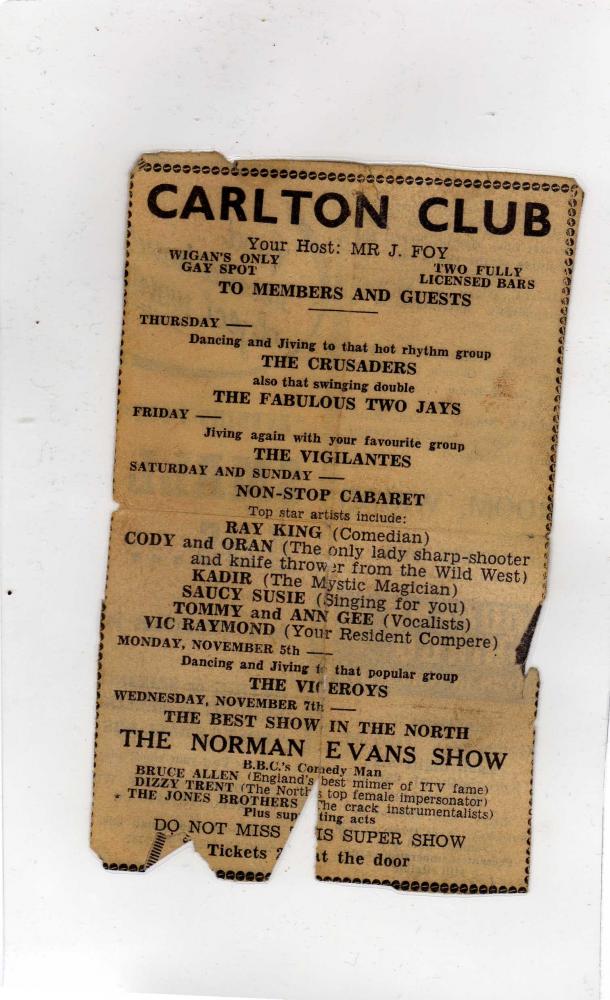 CARLTON CLUB
Your Host: MR J. FOY
WIGAN'S ONLY
GAY SPOT
TWO FULLY
LICENSED BARS
TO MEMBERS AND GUESTS
THURSDAY —
Dancing and Jiving to that hot rhythm group
THE CRUSADERS
also that swinging double
THE FABULOUS TWO JAYS
FRIDAY —
Jiving again with your favourite group
THE VIGILANTES
SATURDAY AND SUNDAY —
NON-STOP CABARET
Top star artists include:
RAY KING (Comedian)
CODY and ORAN (The only lady sharp-shooter
and knife thrower from the Wild West)
KADIR (The Mystic Magician)
SAUCY SUSIE (Singing for you)
TOMMY and ANN GEE (Vocalists)
VIC RAYMOND (Your Resident Compere)
MONDAY, NOVEMBER 5th —
Dancing and Jiving t that popular group
THE VI EROYS
WEDNESDAY, NOVEMBER 7th —
THE BEST SHOW IN THE NORTH
THE NORMAN EVANS SHOW
B.B.C.'s Comedy Man
BRUCE ALLEN (England's best mimer of ITV fame)
DIZZY TRENT (The North's top female impersonator)
THE JONES BROTHERS The crack instrumentalists)
Plus sup ting acts
DO NOT MISS IS SUPER SHOW
Tickets at the door